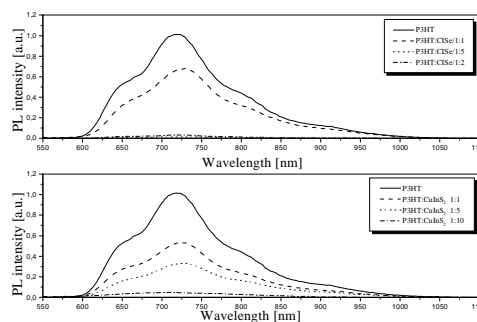 PL intensity [a.u.]
1,2
1,0
0,8
0,6
0,4
0,2
0,0
P3HT
P3HT:CISe/1:1
P3HT:CISe/1:5
P3HT:CISe/1:2
550 600 650 700 750 800 850 900 950 1000 1050
Wavelength [nm]
PL intensity [a.u.]
1,2
1,0
0,8
0,6
0,4
0,2
0,0
P3HT
P3HT:CuInS2 1:1
P3HT:CuInS2 1:5
P3HT:CuInS2 1:10
550 600 650 700 750 800 850 900 950 1000 1050
Wavelength [nm]